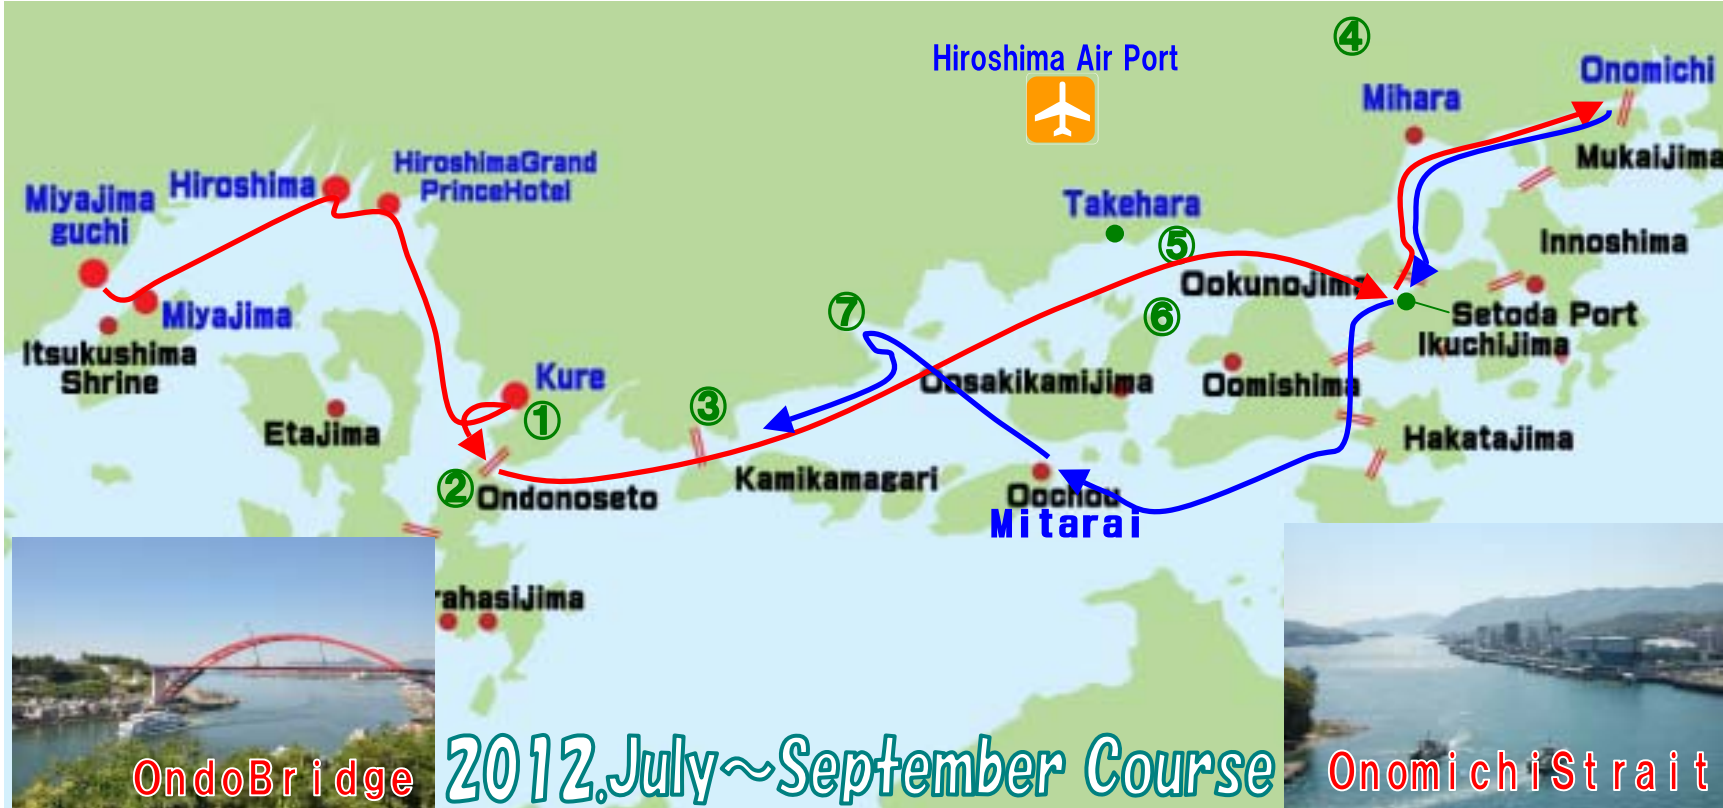 ④
Hiroshima Air Port
Onomichi
Mihara
MukaiJima
HiroshimaGrand
PrinceHotel
Hiroshima
Miyajima
guchi
Takehara
⑤
Innoshima
OokunoJima
⑦
⑥
Miyajima
Setoda Port
IkuchiJima
Itsukushima
Shrine
Kure
OosakikamiJima
Oomishima
①
③
EtaJima
HakataJima
②
Ondonoseto
Kamikamagari
Oochou
Mitarai
rahasiJima
OndoBridge
2012.July～September Course
OnomichiStrait